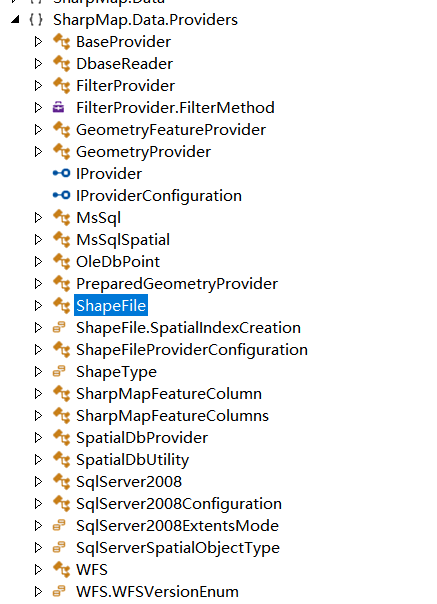 SharpMap.Data
SharpMap.Data.Providers
BaseProvider
DbaseReader
FilterProvider
FilterProvider.FilterMethod
GeometryFeatureProvider
GeometryProvider
IProvider
IProviderConfiguration
MsSql
MsSqlSpatial
OleDbPoint
PreparedGeometryProvider
ShapeFile
ShapeFile.SpatialIndexCreation
ShapeFileProviderConfiguration
ShapeType
SharpMapFeatureColumn
SharpMapFeatureColumns
SpatialDbProvider
SpatialDbUtility
SqlServer2008
SqlServer2008Configuration
SqlServer2008ExtentsMode
SqlServerSpatialObjectType
WFS
WFS.WFSVersionEnum